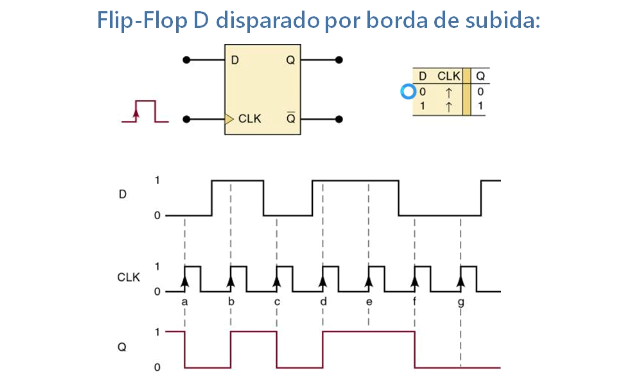 Flip-Flop D disparado por borda de subida:
D Q
CLK Q̅
D CLK Q
0 ↑ 0
1 ↑ 1
1
D
0
1
CLK
0
a b c d e f g
1
Q
0